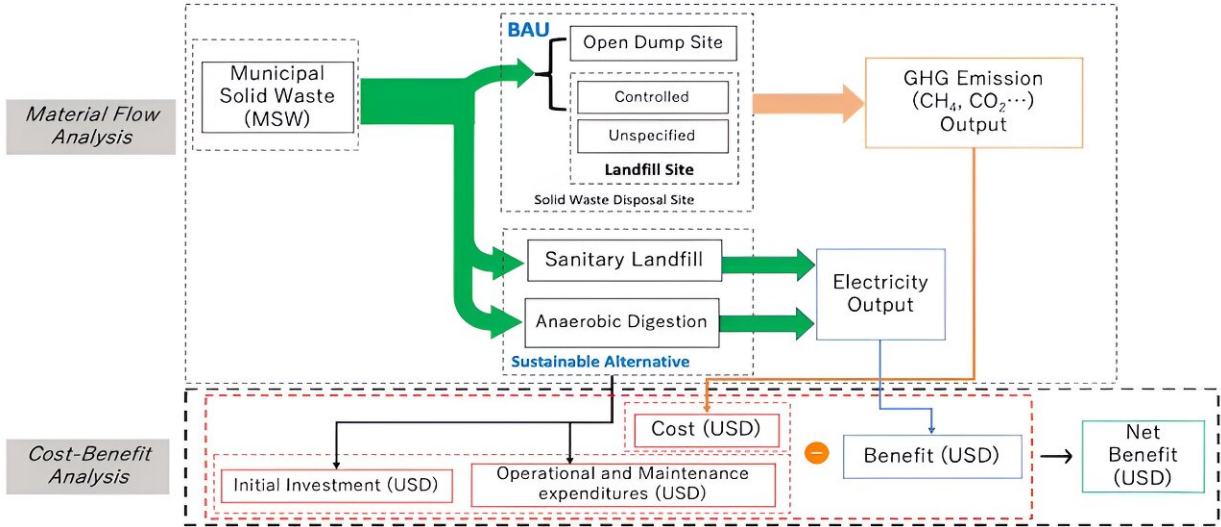 Material Flow
Analysis
Municipal
Solid Waste
(MSW)
BAU
Open Dump Site
Controlled
Unspecified
Landfill Site
Solid Waste Disposal Site
GHG Emission
(CH₄, CO₂⋯)
Output
Sanitary Landfill
Anaerobic Digestion
Sustainable Alternative
Electricity
Output
Cost-Benefit
Analysis
Cost (USD)
Initial Investment (USD)
Operational and Maintenance
expenditures (USD)
−
Benefit (USD)
Net
Benefit
(USD)